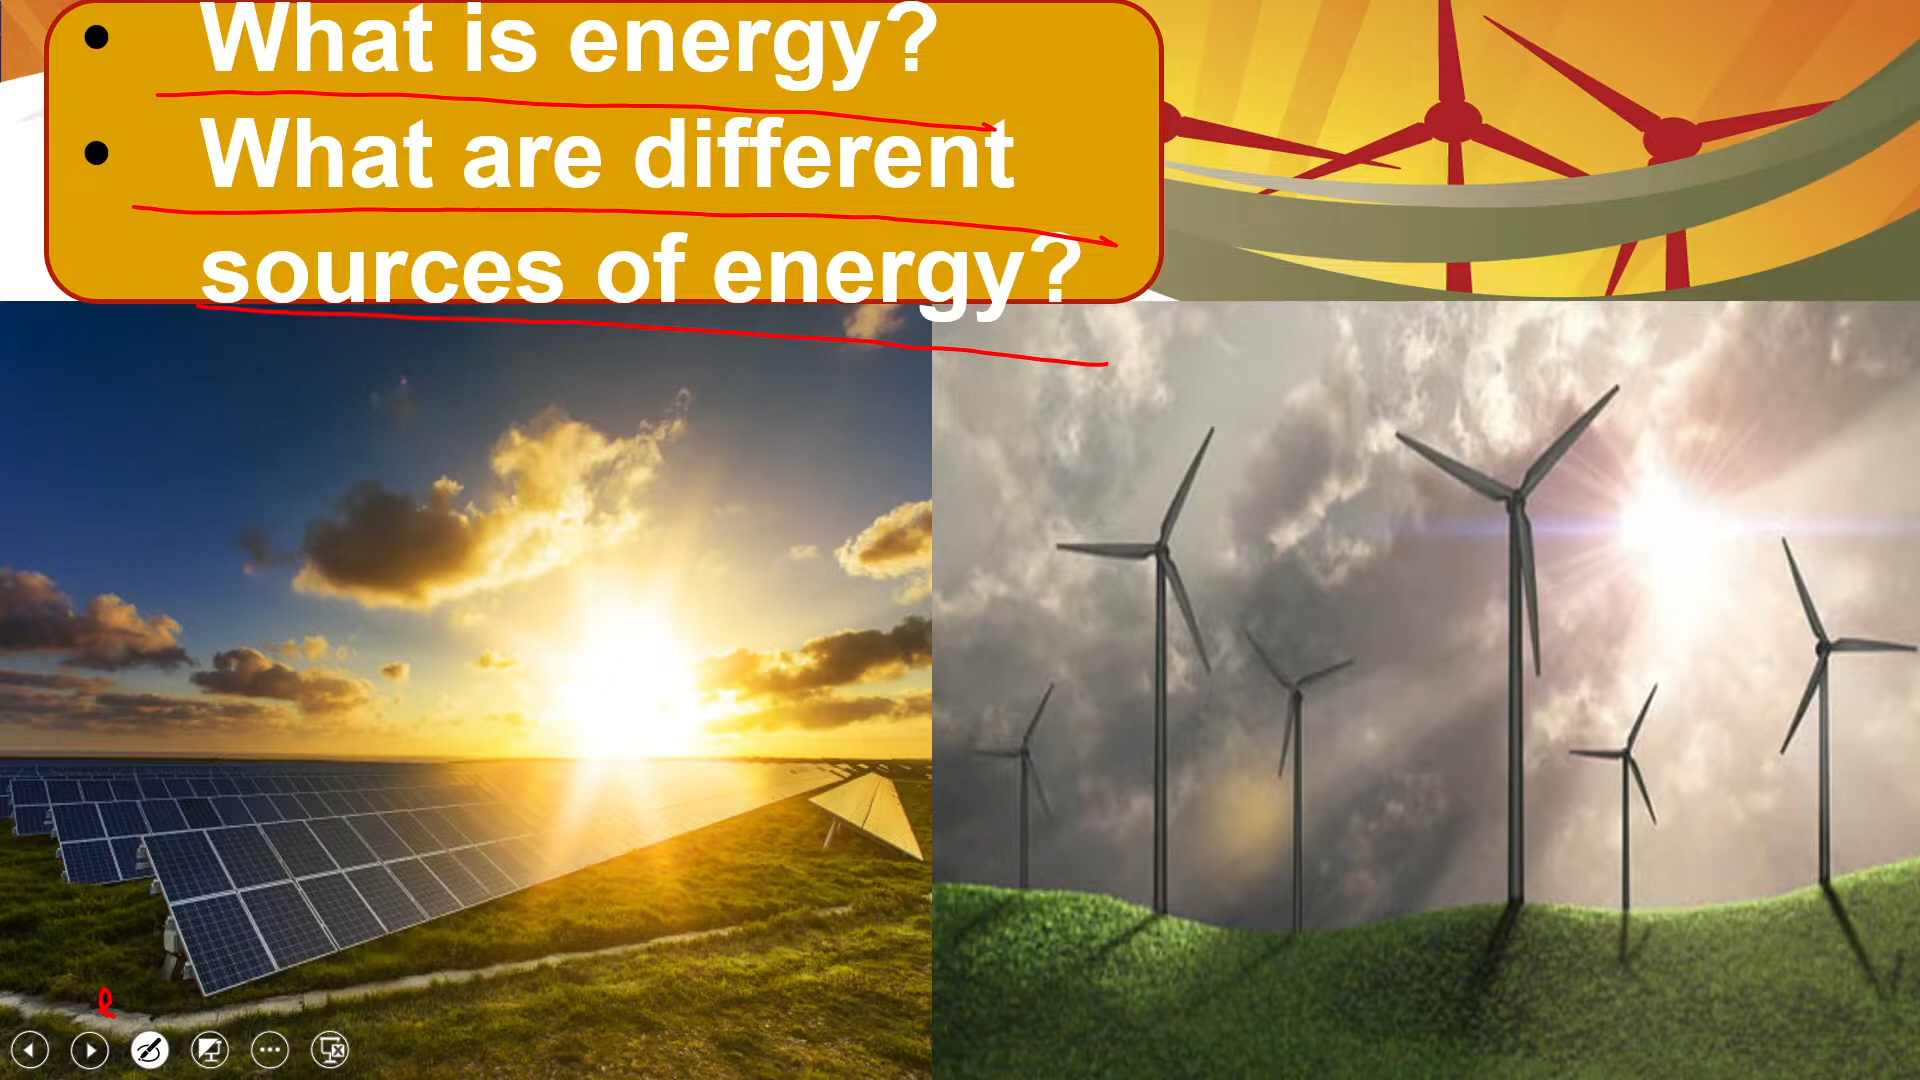 • What is energy?
• What are different
sources of energy?